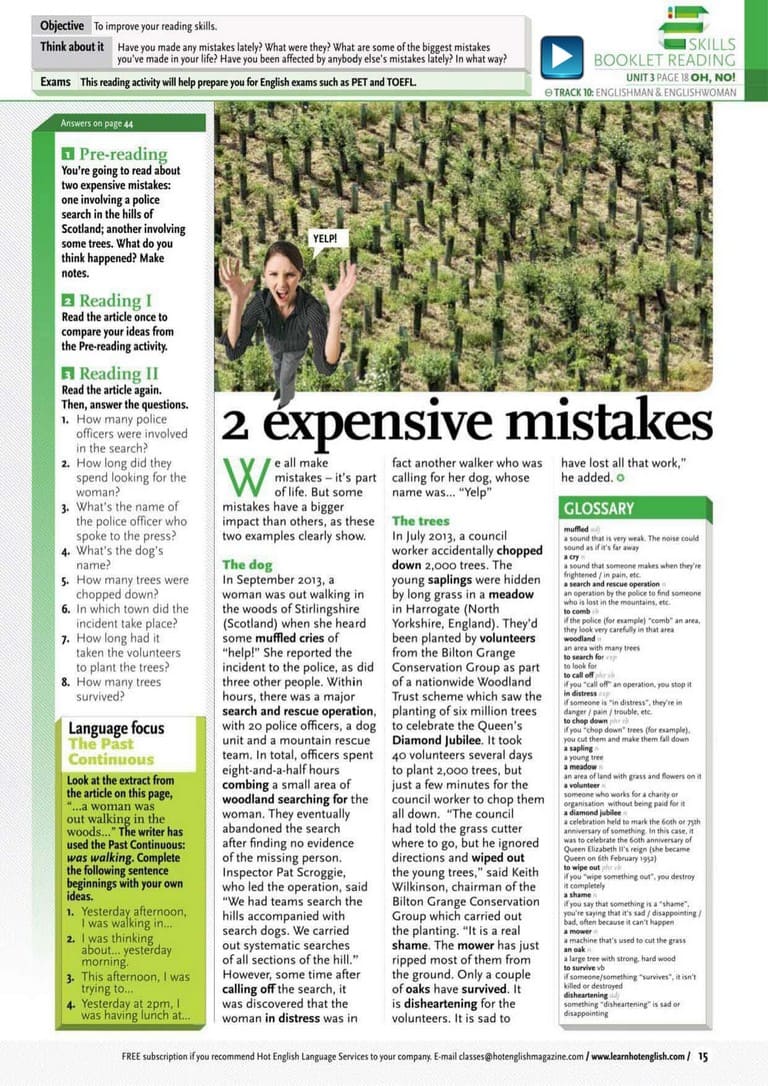 Objective To improve your reading skills.
Think about it Have you made any mistakes lately? What were they? What are some of the biggest mistakes
you've made in your life? Have you been affected by anybody else's mistakes lately? In what way?
Exams This reading activity will help prepare you for English exams such as PET and TOEFL.
SKILLS
BOOKLET READING
UNIT 3 PAGE 18 OH, NO!
TRACK 10: ENGLISHMAN & ENGLISHWOMAN
Answers on page 44
1 Pre-reading
You're going to read about
two expensive mistakes:
one involving a police
search in the hills of
Scotland; another involving
some trees. What do you
think happened? Make
notes.
2 Reading I
Read the article once to
compare your ideas from
the Pre-reading activity.
3 Reading II
Read the article again.
Then, answer the questions.
1. How many police
officers were involved
in the search?
2. How long did they
spend looking for the
woman?
3. What's the name of
the police officer who
spoke to the press?
4. What's the dog's
name?
5. How many trees were
chopped down?
6. In which town did the
incident take place?
7. How long had it
taken the volunteers
to plant the trees?
8. How many trees
survived?
Language focus
The Past
Continuous
Look at the extract from
the article on this page,
"...a woman was
out walking in the
woods..." The writer has
used the Past Continuous:
was walking. Complete
the following sentence
beginnings with your own
ideas.
1. Yesterday afternoon,
I was walking in...
2. I was thinking
about... yesterday
morning.
3. This afternoon, I was
trying to...
4. Yesterday at 2pm, I
was having lunch at...
YELP!
2 expensive mistakes
We all make
mistakes – it's part
of life. But some
mistakes have a bigger
impact than others, as these
two examples clearly show.
The dog
In September 2013, a
woman was out walking in
the woods of Stirlingshire
(Scotland) when she heard
some muffled cries of
"help!" She reported the
incident to the police, as did
three other people. Within
hours, there was a major
search and rescue operation,
with 20 police officers, a dog
unit and a mountain rescue
team. In total, officers spent
eight-and-a-half hours
combing a small area of
woodland searching for the
woman. They eventually
abandoned the search
after finding no evidence
of the missing person.
Inspector Pat Scroggie,
who led the operation, said
"We had teams search the
hills accompanied with
search dogs. We carried
out systematic searches
of all sections of the hill."
However, some time after
calling off the search, it
was discovered that the
woman in distress was in
fact another walker who was
calling for her dog, whose
name was... "Yelp"
The trees
In July 2013, a council
worker accidentally chopped
down 2,000 trees. The
young saplings were hidden
by long grass in a meadow
in Harrogate (North
Yorkshire, England). They'd
been planted by volunteers
from the Bilton Grange
Conservation Group as part
of a nationwide Woodland
Trust scheme which saw the
planting of six million trees
to celebrate the Queen's
Diamond Jubilee. It took
40 volunteers several days
to plant 2,000 trees, but
just a few minutes for the
council worker to chop them
all down. "The council
had told the grass cutter
where to go, but he ignored
directions and wiped out
the young trees," said Keith
Wilkinson, chairman of the
Bilton Grange Conservation
Group which carried out
the planting. "It is a real
shame. The mower has just
ripped most of them from
the ground. Only a couple
of oaks have survived. It
is disheartening for the
volunteers. It is sad to
have lost all that work,"
he added.
GLOSSARY
muffled adj
a sound that is very weak. The noise could
sound as if it's far away
a cry n
a sound that someone makes when they're
frightened / in pain, etc.
a search and rescue operation n
an operation by the police to find someone
who is lost in the mountains, etc.
to comb vb
if the police (for example) "comb" an area,
they look very carefully in that area
woodland n
an area with many trees
to search for exp
to look for
to call off phr vb
if you "call off" an operation, you stop it
in distress exp
if someone is "in distress", they're in
danger / pain / trouble, etc.
to chop down phr vb
if you "chop down" trees (for example),
you cut them and make them fall down
a sapling n
a young tree
a meadow n
an area of land with grass and flowers on it
a volunteer n
someone who works for a charity or
organisation without being paid for it
a diamond jubilee n
a celebration held to mark the 60th or 75th
anniversary of something. In this case, it
was to celebrate the 60th anniversary of
Queen Elizabeth II's reign (she became
Queen on 6th February 1952)
to wipe out phr vb
if you "wipe something out", you destroy
it completely
a shame n
if you say that something is a "shame",
you're saying that it's sad / disappointing /
bad, often because it can't happen
a mower n
a machine that's used to cut the grass
an oak n
a large tree with strong, hard wood
to survive vb
if someone/something "survives", it isn't
killed or destroyed
disheartening adj
something "disheartening" is sad or
disappointing
FREE subscription if you recommend Hot English Language Services to your company. E-mail classes@hotenglishmagazine.com / www.learnhotenglish.com / 15